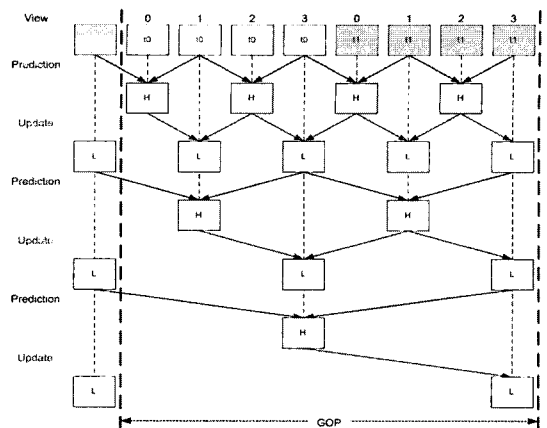 View 0 1 2 3 0 1 2 3
t0 t0 t0 t0 t1 t1 t1 t1
Prediction
H H H H
Update
L L L L L
Prediction
H H
Update
L L L
Prediction
H
Update
L L
GOP